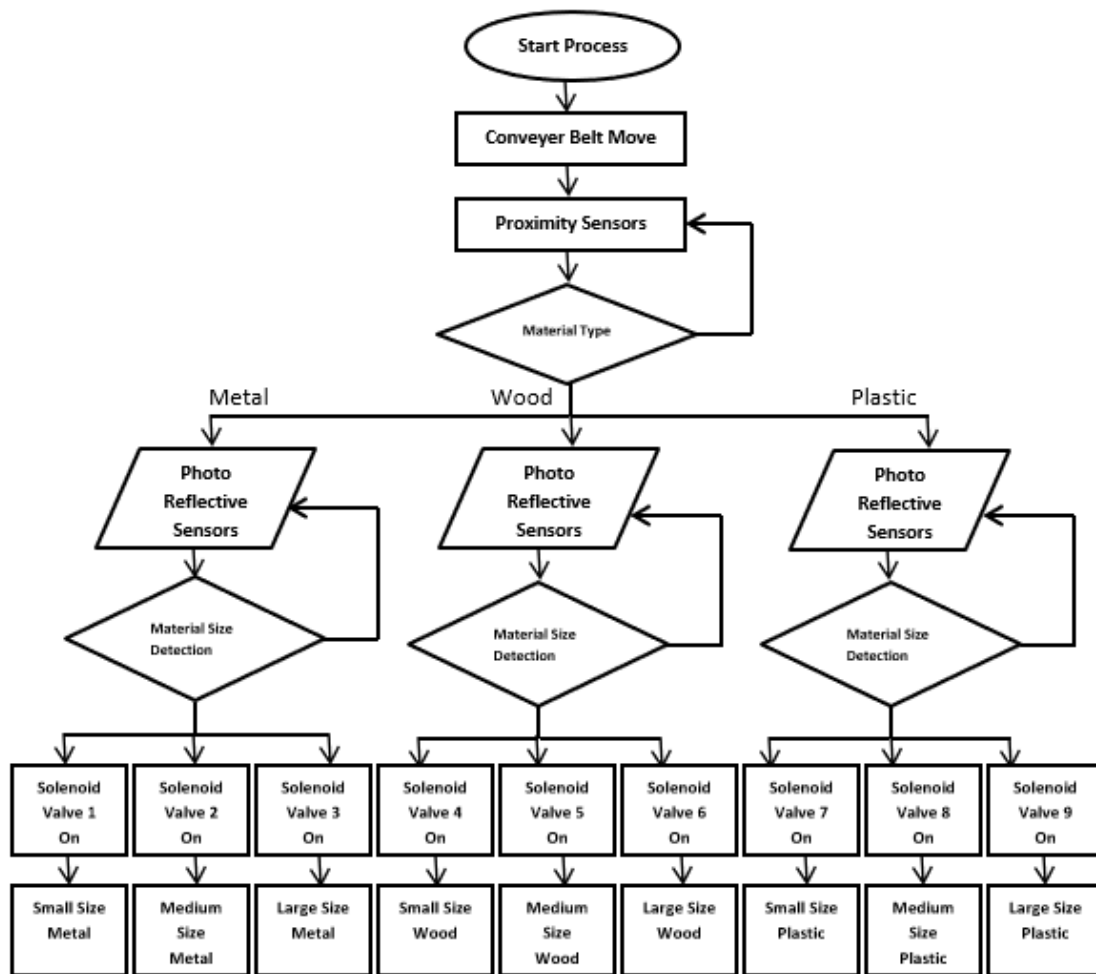 Start Process
Conveyer Belt Move
Proximity Sensors
Material Type
Metal
Wood
Plastic
Photo
Reflective
Sensors
Photo
Reflective
Sensors
Photo
Reflective
Sensors
Material Size
Detection
Material Size
Detection
Material Size
Detection
Solenoid
Valve 1
On
Solenoid
Valve 2
On
Solenoid
Valve 3
On
Solenoid
Valve 4
On
Solenoid
Valve 5
On
Solenoid
Valve 6
On
Solenoid
Valve 7
On
Solenoid
Valve 8
On
Solenoid
Valve 9
On
Small Size
Metal
Medium
Size
Metal
Large Size
Metal
Small Size
Wood
Medium
Size
Wood
Large Size
Wood
Small Size
Plastic
Medium
Size
Plastic
Large Size
Plastic